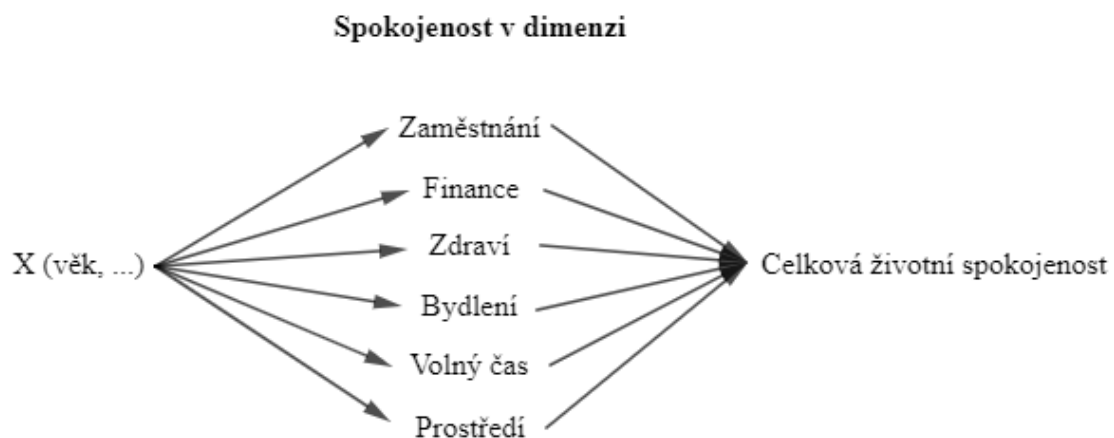 Spokojenost v dimenzi
Zaměstnání
Finance
Zdraví
X (věk, ...)
Celková životní spokojenost
Bydlení
Volný čas
Prostředí